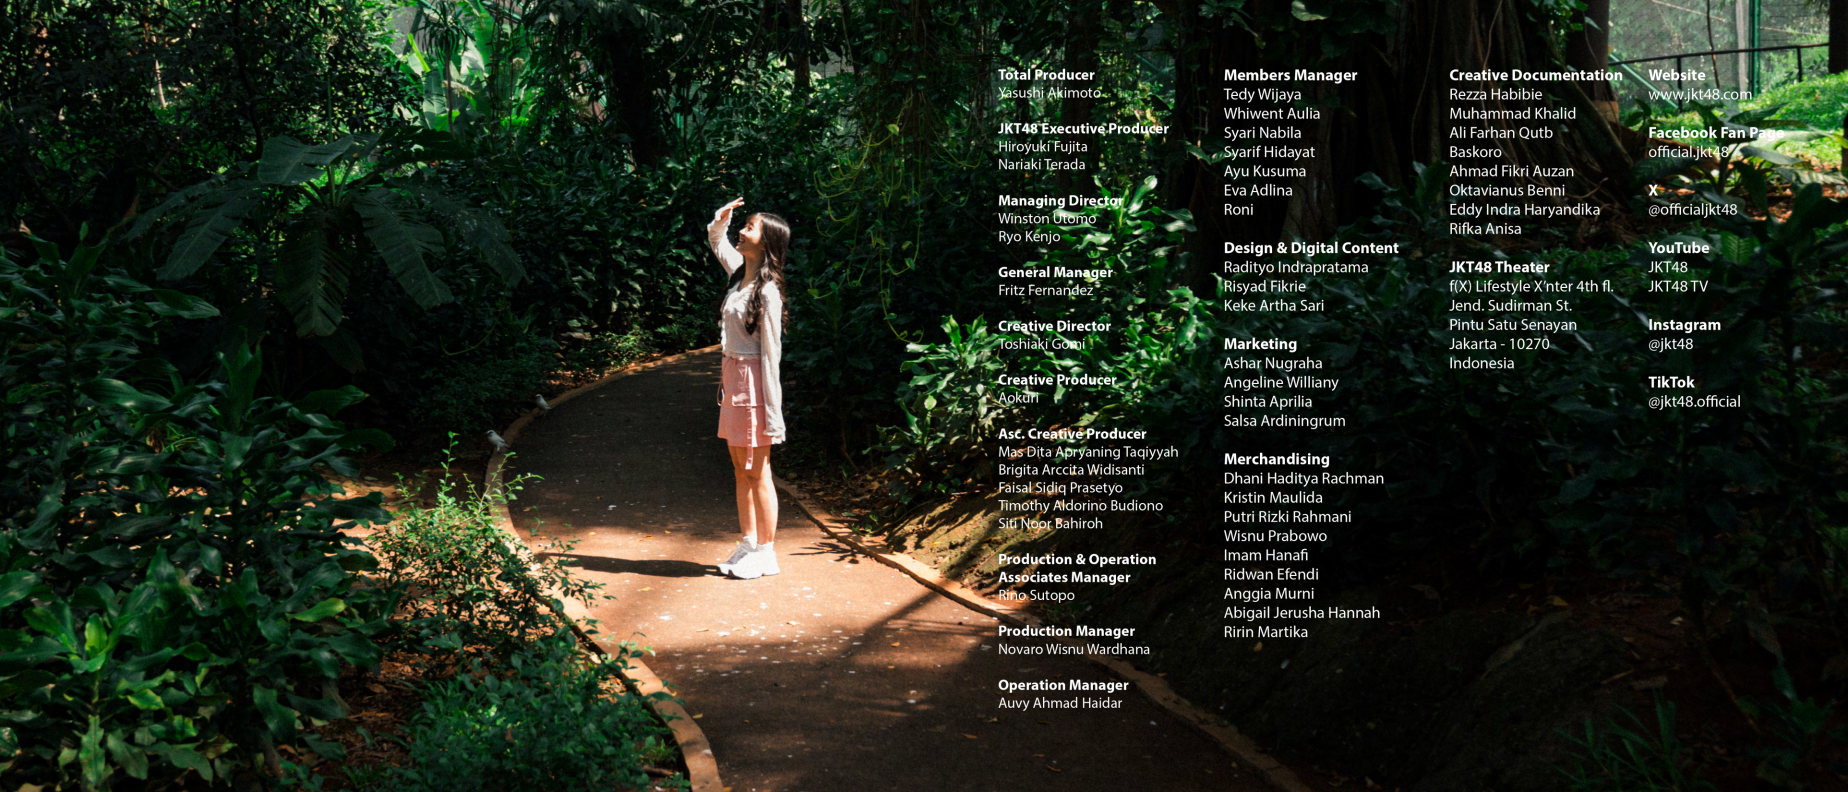 Total Producer
Yasushi Akimoto
JKT48 Executive Producer
Hiroyuki Fujita
Nariaki Terada
Managing Director
Winston Utomo
Ryo Kenjo
General Manager
Fritz Fernandez
Creative Director
Toshiaki Gomi
Creative Producer
Aokuri
Asc. Creative Producer
Mas Dita Apryaning Taqiyyah
Brigita Arccita Widisanti
Faisal Sidiq Prasetyo
Timothy Aldorino Budiono
Siti Noor Bahiroh
Production & Operation
Associates Manager
Rino Sutopo
Production Manager
Novaro Wisnu Wardhana
Operation Manager
Auvy Ahmad Haidar
Members Manager
Tedy Wijaya
Whiwent Aulia
Syari Nabila
Syarif Hidayat
Ayu Kusuma
Eva Adlina
Roni
Design & Digital Content
Radityo Indrapratama
Risyad Fikrie
Keke Artha Sari
Marketing
Ashar Nugraha
Angeline Williany
Shinta Aprilia
Salsa Ardiningrum
Merchandising
Dhani Haditya Rachman
Kristin Maulida
Putri Rizki Rahmani
Wisnu Prabowo
Imam Hanafi
Ridwan Efendi
Anggia Murni
Abigail Jerusha Hannah
Ririn Martika
Creative Documentation
Rezza Habibie
Muhammad Khalid
Ali Farhan Qutb
Baskoro
Ahmad Fikri Auzan
Oktavianus Benni
Eddy Indra Haryandika
Rifka Anisa
JKT48 Theater
f(X) Lifestyle X'nter 4th fl.
Jend. Sudirman St.
Pintu Satu Senayan
Jakarta - 10270
Indonesia
Website
www.jkt48.com
Facebook Fan Page
official.jkt48
X
@officialjkt48
YouTube
JKT48
JKT48 TV
Instagram
@jkt48
TikTok
@jkt48.official